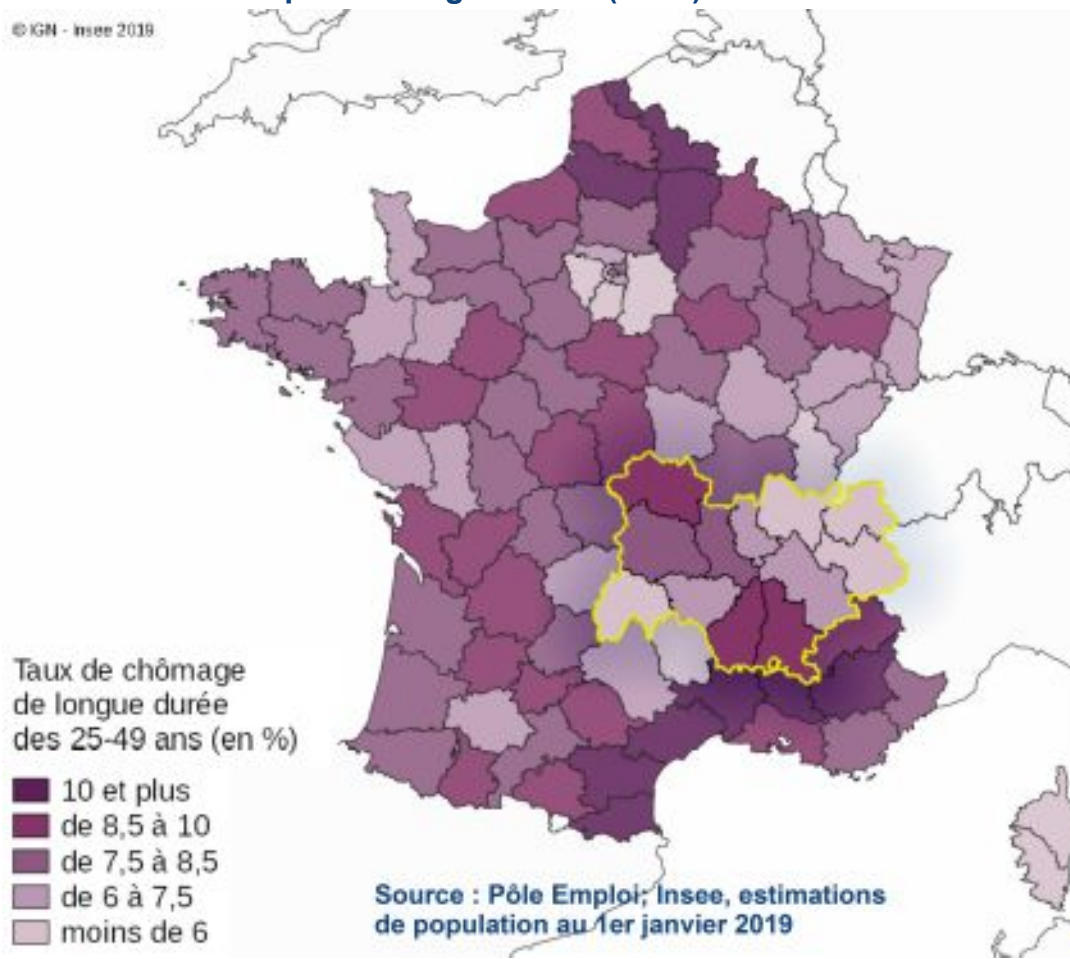 © IGN - Insee 2019
Taux de chômage
de longue durée
des 25-49 ans (en %)
10 et plus
de 8,5 à 10
de 7,5 à 8,5
de 6 à 7,5
moins de 6
Source : Pôle Emploi; Insee, estimations
de population au 1er janvier 2019